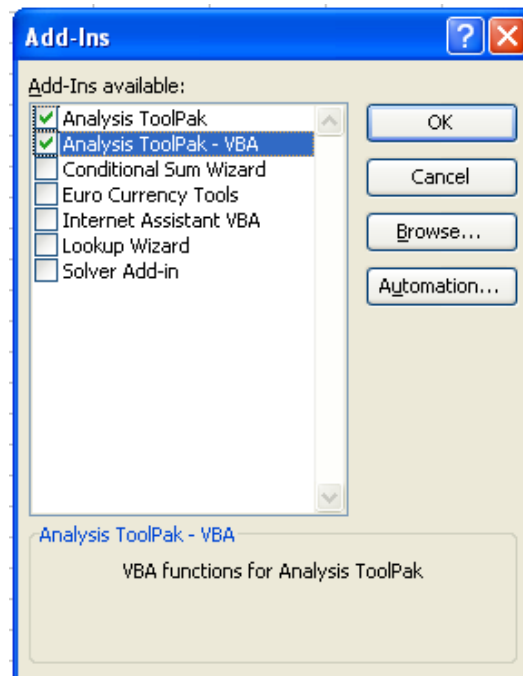 Add-Ins
?
Add-Ins available:
Analysis ToolPak
Analysis ToolPak - VBA
Conditional Sum Wizard
Euro Currency Tools
Internet Assistant VBA
Lookup Wizard
Solver Add-in
OK
Cancel
Browse...
Automation...
Analysis ToolPak - VBA
VBA functions for Analysis ToolPak